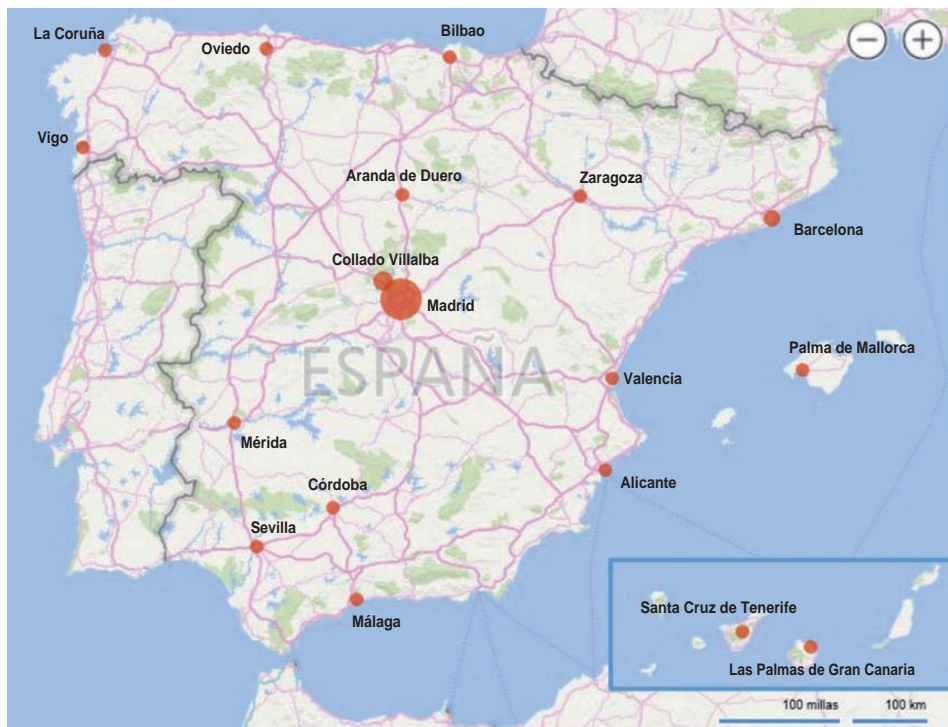 La Coruña
Oviedo
Bilbao
Vigo
Aranda de Duero
Zaragoza
Barcelona
Collado Villalba
Madrid
ESPAÑA
Palma de Mallorca
Valencia
Mérida
Alicante
Córdoba
Sevilla
Málaga
Santa Cruz de Tenerife
Las Palmas de Gran Canaria
100 millas 100 km